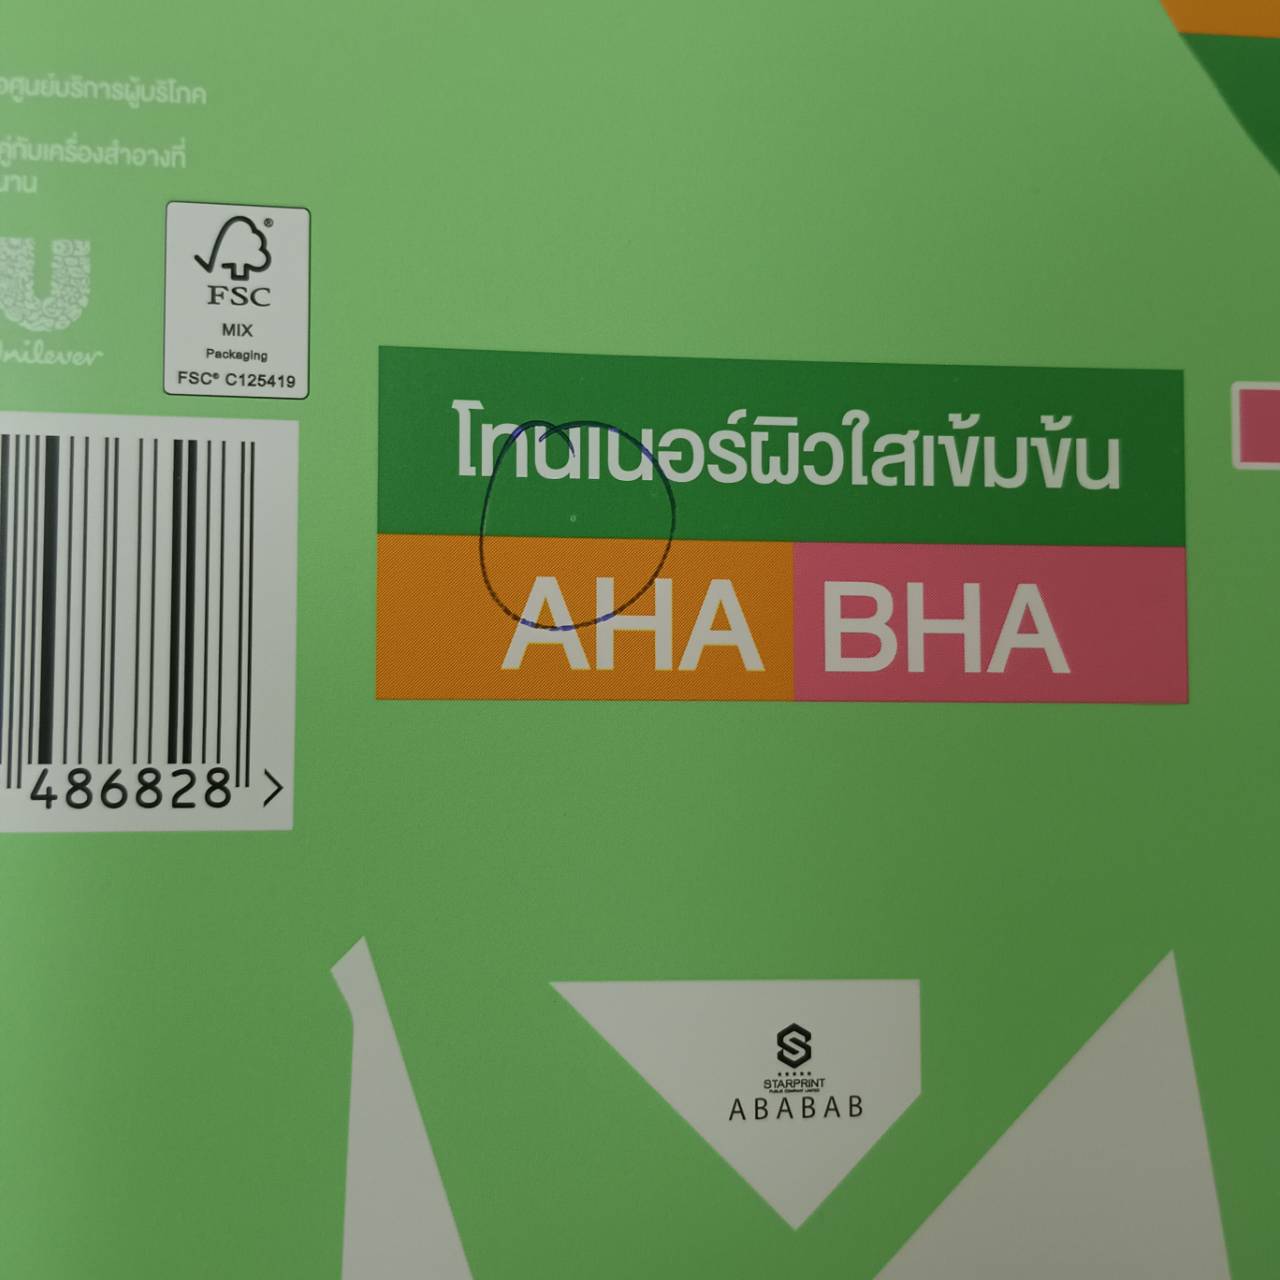 ศูนย์บริการผู้บริโภค
คู่กับเครื่องสำอางที่
นาน
Unilever
FSC
MIX
Packaging
FSC® C125419
486828 >
โทนเนอร์ผิวใสเข้มข้น
AHA BHA
STARPRINT
PUBLIC COMPANY LIMITED
ABABAB